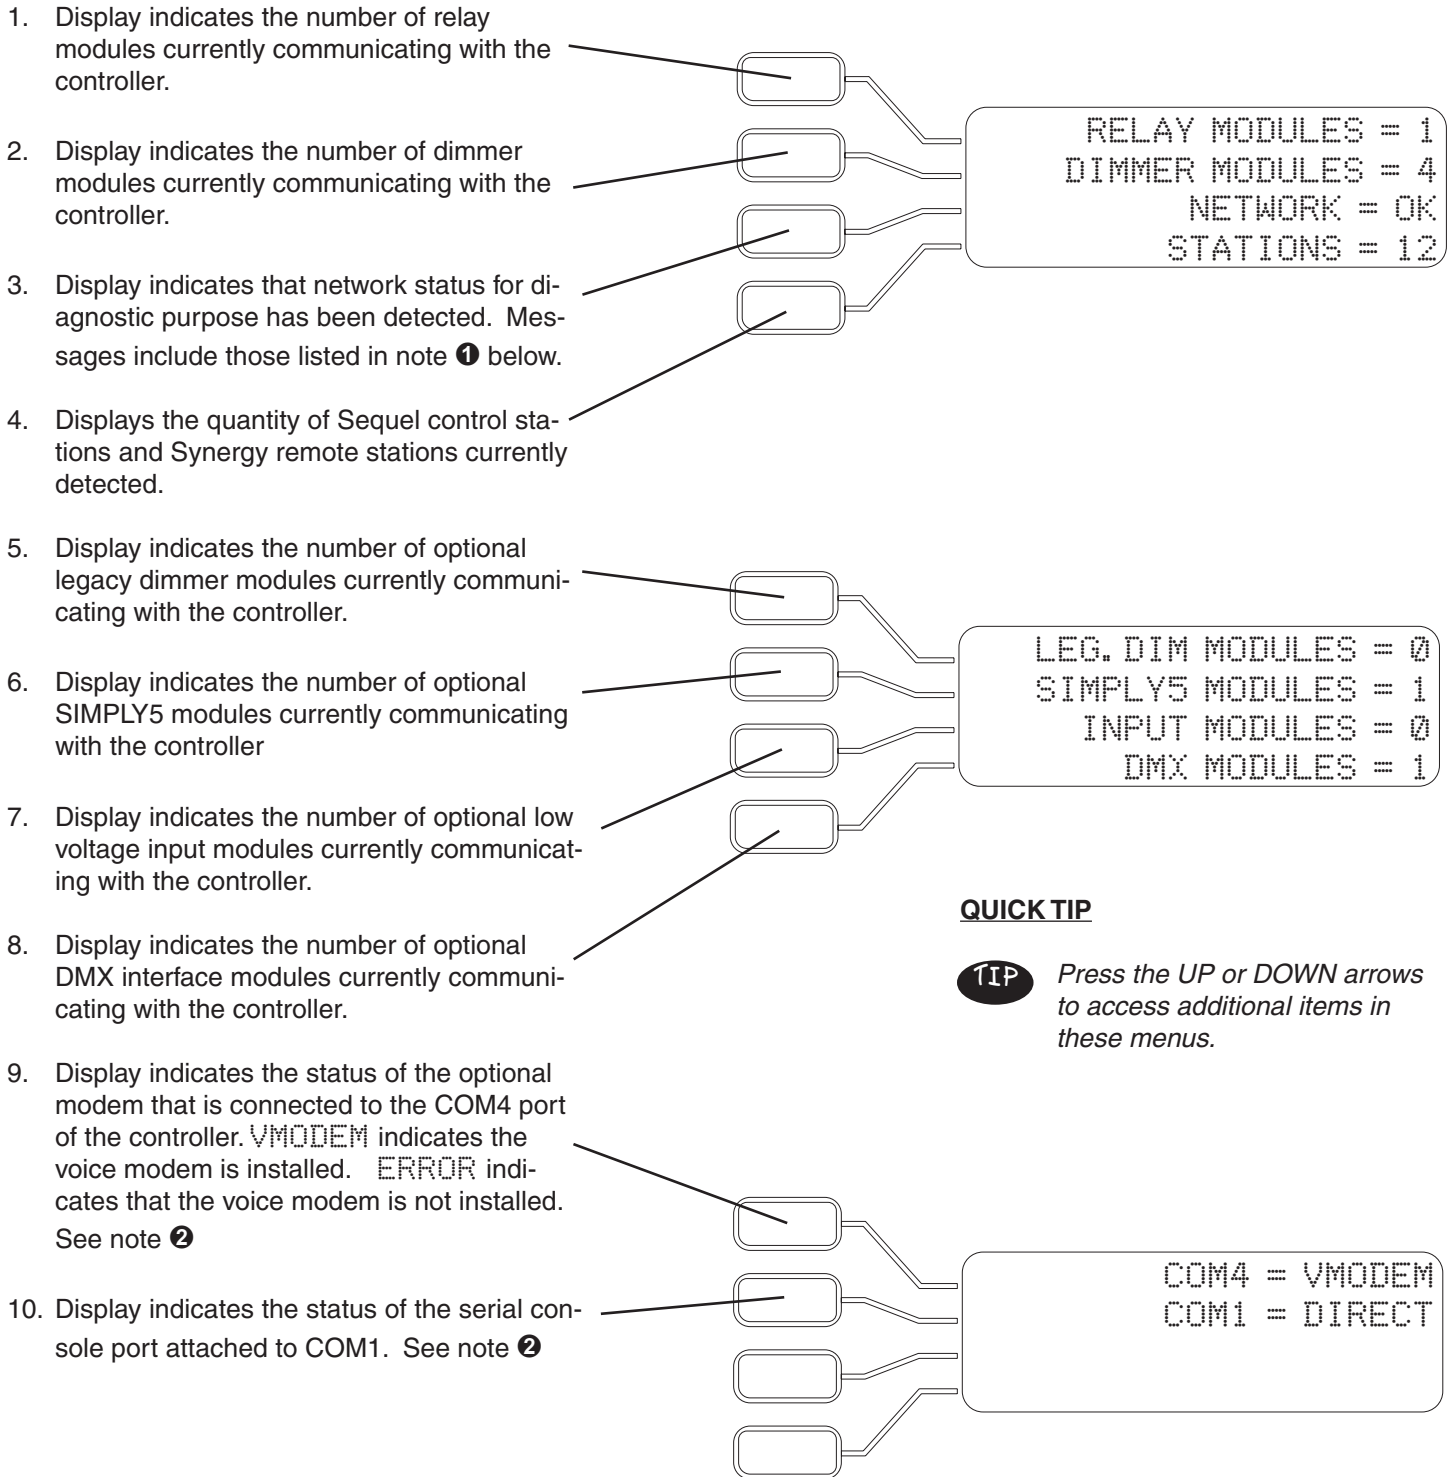 1. Display indicates the number of relay
modules currently communicating with the
controller.
2. Display indicates the number of dimmer
modules currently communicating with the
controller.
3. Display indicates that network status for di-
agnostic purpose has been detected. Mes-
sages include those listed in note ❶ below.
4. Displays the quantity of Sequel control sta-
tions and Synergy remote stations currently
detected.
RELAY MODULES = 1
DIMMER MODULES = 4
NETWORK = OK
STATIONS = 12
5. Display indicates the number of optional
legacy dimmer modules currently communi-
cating with the controller.
6. Display indicates the number of optional
SIMPLY5 modules currently communicating
with the controller
7. Display indicates the number of optional low
voltage input modules currently communicat-
ing with the controller.
8. Display indicates the number of optional
DMX interface modules currently communi-
cating with the controller.
LEG. DIM MODULES = 0
SIMPLY5 MODULES = 1
INPUT MODULES = 0
DMX MODULES = 1
QUICK TIP
TIP
Press the UP or DOWN arrows
to access additional items in
these menus.
9. Display indicates the status of the optional
modem that is connected to the COM4 port
of the controller. VMODEM indicates the
voice modem is installed. ERROR indi-
cates that the voice modem is not installed.
See note ❷
10. Display indicates the status of the serial con-
sole port attached to COM1. See note ❷
COM4 = VMODEM
COM1 = DIRECT